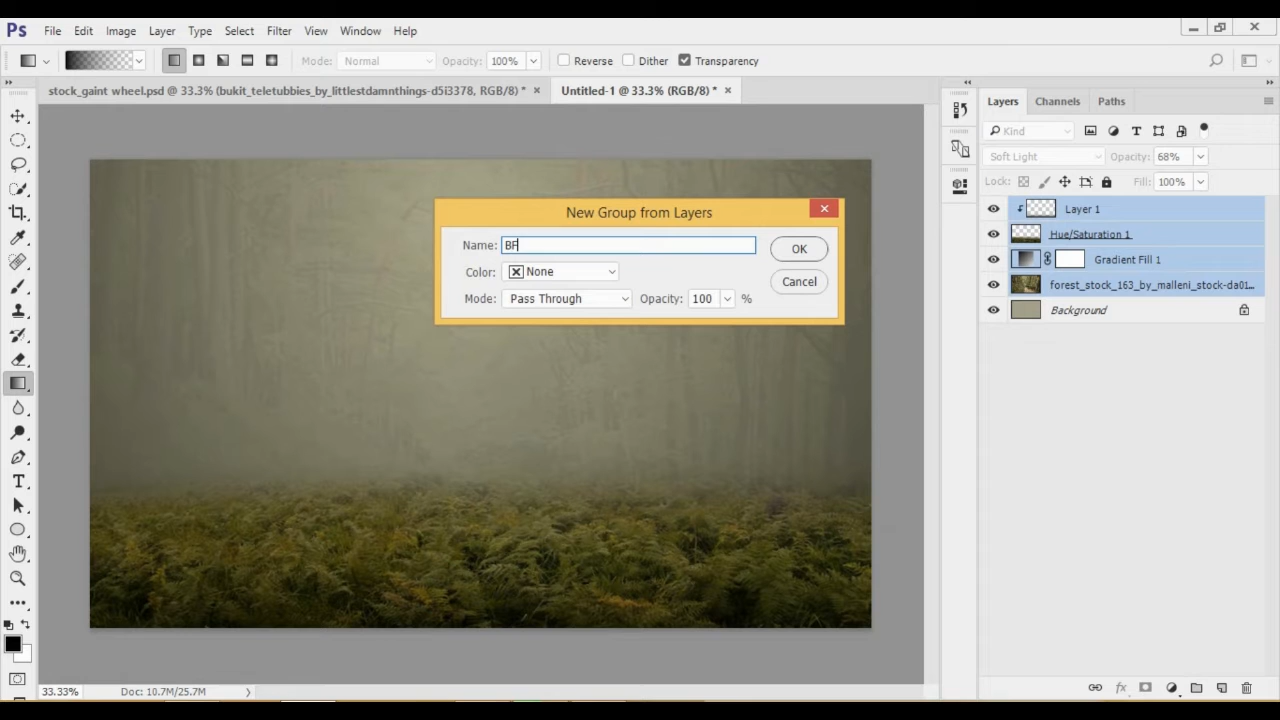 Ps File Edit Image Layer Type Select Filter View Window Help
Mode: Normal Opacity: 100% Reverse Dither Transparency
stock_gaint wheel.psd @ 33.3% (bukit_teletubbies_by_littlestdamnthings-d5i3378, RGB/8) * × Untitled-1 @ 33.3% (RGB/8) * ×
Layers Channels Paths
Kind
Soft Light Opacity: 68%
Lock: Fill: 100%
Layer 1
Hue/Saturation 1
Gradient Fill 1
forest_stock_163_by_malleni_stock-da01...
Background
New Group from Layers
Name: BF OK
Color: None Cancel
Mode: Pass Through Opacity: 100 %
33.33% Doc: 10.7M/25.7M